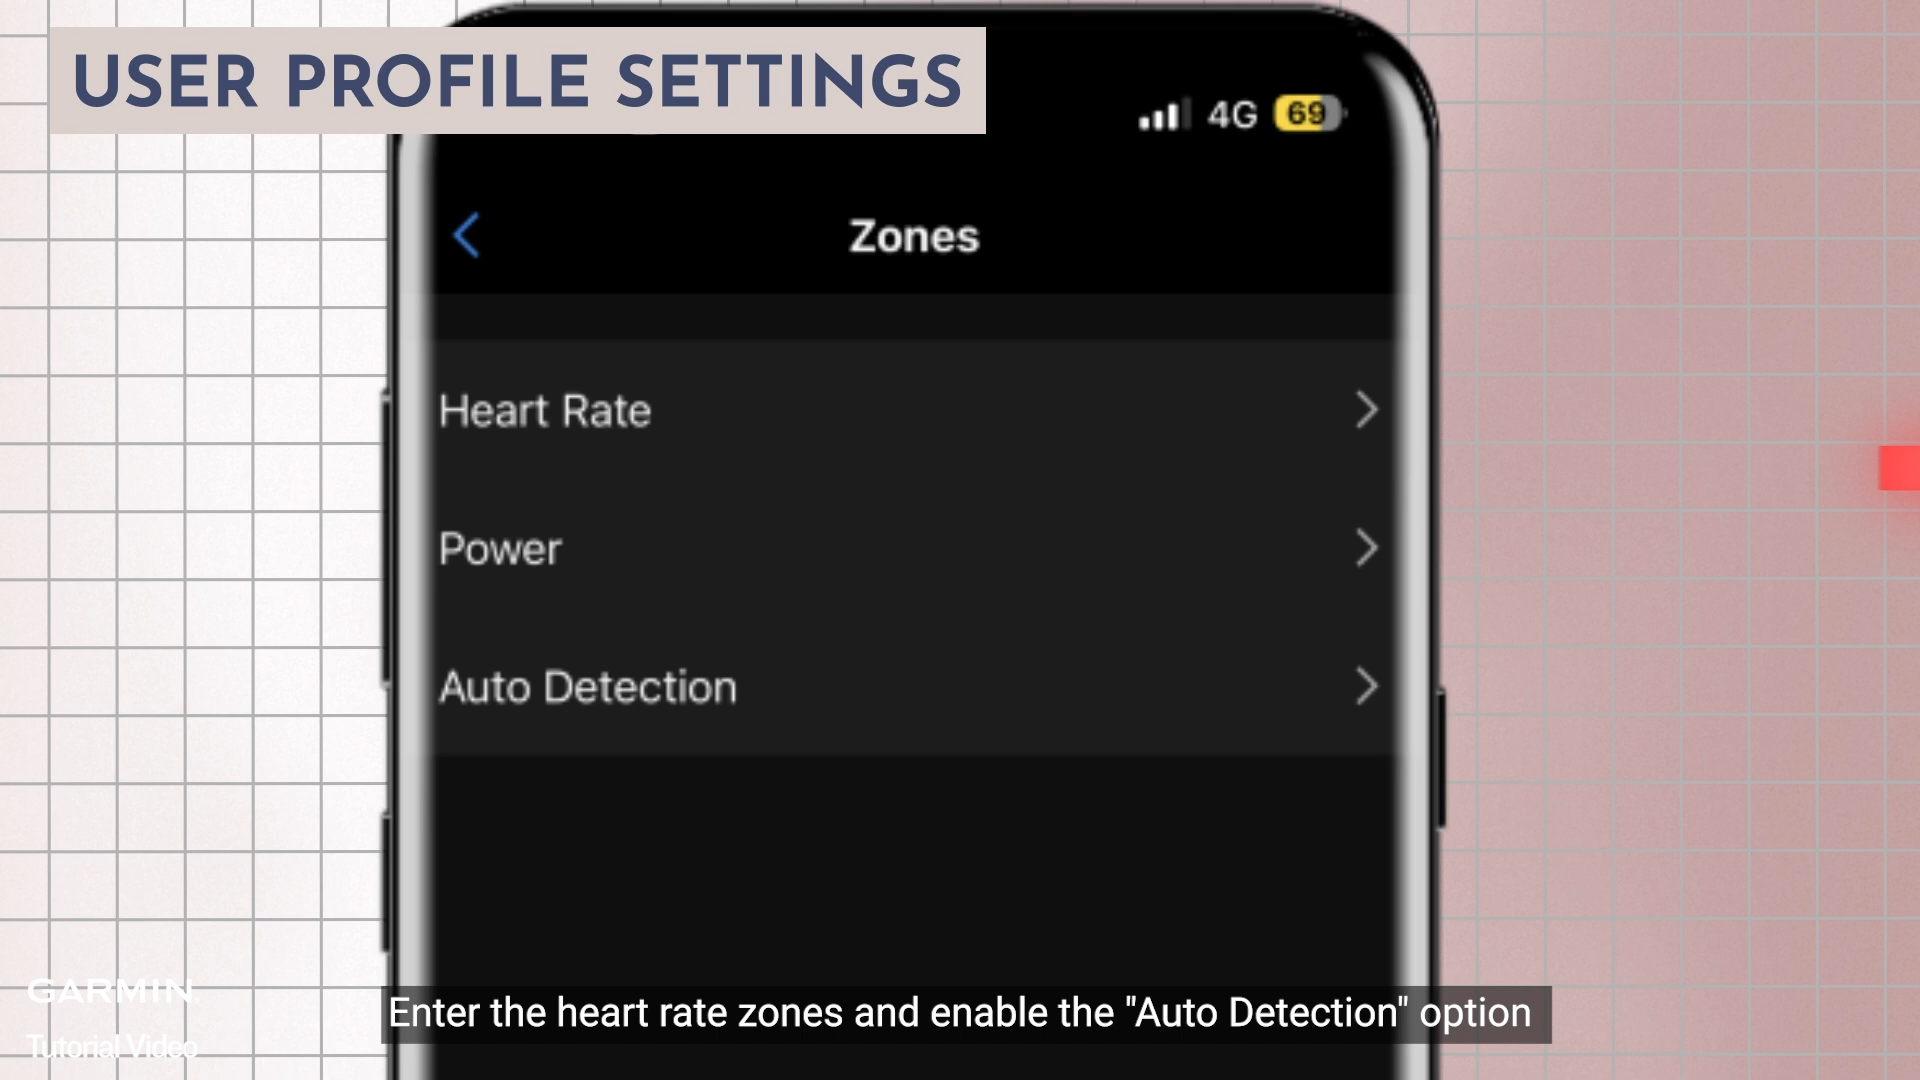 USER PROFILE SETTINGS
4G 69
Zones
Heart Rate
Power
Auto Detection
Enter the heart rate zones and enable the "Auto Detection" option
GARMIN
Tutorial Video